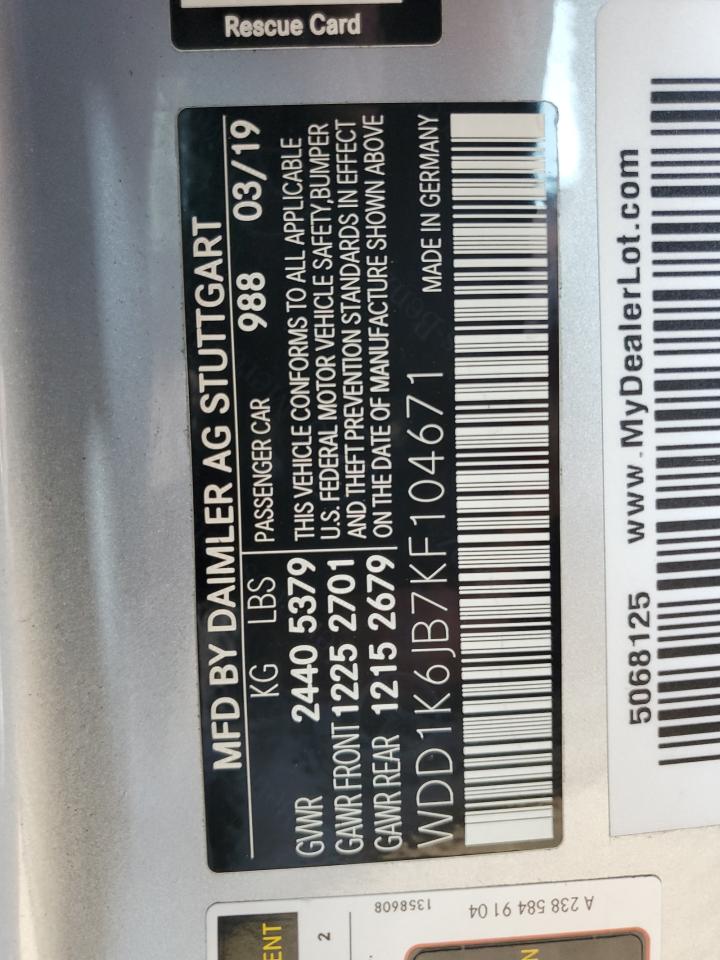 Rescue Card
MFD BY DAIMLER AG STUTTGART
KG LBS PASSENGER CAR 988 03/19
GVWR 2440 5379
GAWR FRONT 1225 2701
GAWR REAR 1215 2679
THIS VEHICLE CONFORMS TO ALL APPLICABLE
U.S. FEDERAL MOTOR VEHICLE SAFETY,BUMPER
AND THEFT PREVENTION STANDARDS IN EFFECT
ON THE DATE OF MANUFACTURE SHOWN ABOVE
WDD1K6JB7KF104671 MADE IN GERMANY
5068125 www.MyDealerLot.com
A 238 584 91 04
1358608
2